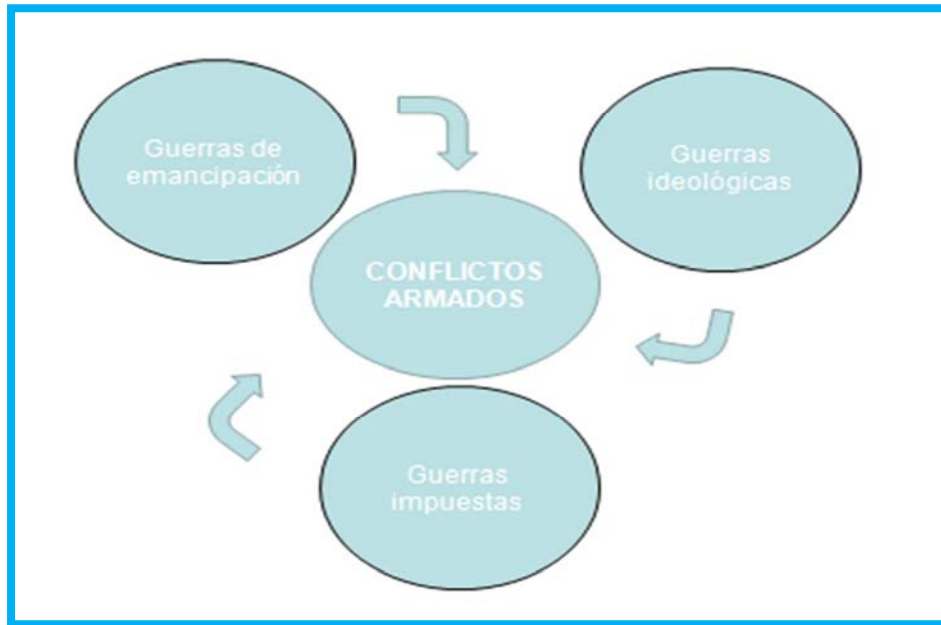 Guerras de
emancipación
Guerras
ideológicas
CONFLICTOS
ARMADOS
Guerras
impuestas